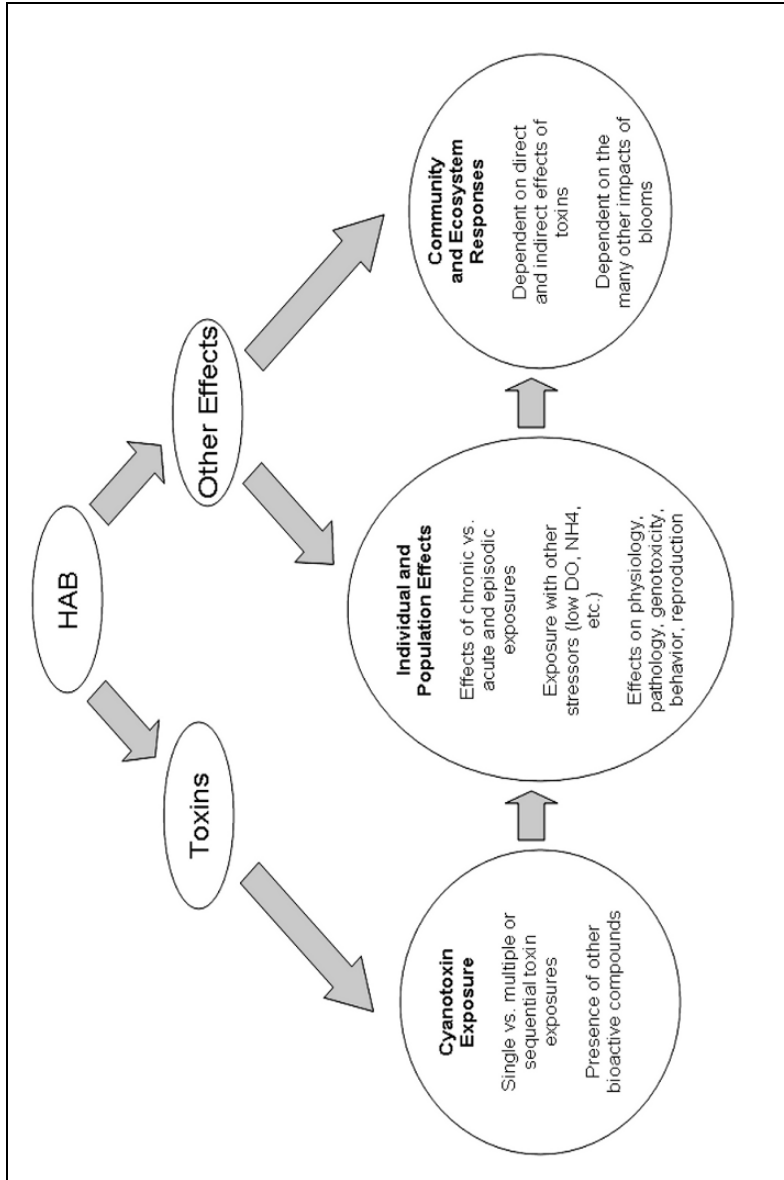 HAB
Toxins
Other Effects
Cyanotoxin
Exposure
Single vs. multiple or
sequential toxin
exposures
Presence of other
bioactive compounds
Individual and
Population Effects
Effects of chronic vs.
acute and episodic
exposures
Exposure with other
stressors (low DO, NH4,
etc.)
Effects on physiology,
pathology, genotoxicity,
behavior, reproduction
Community
and Ecosystem
Responses
Dependent on direct
and indirect effects of
toxins
Dependent on the
many other impacts of
blooms